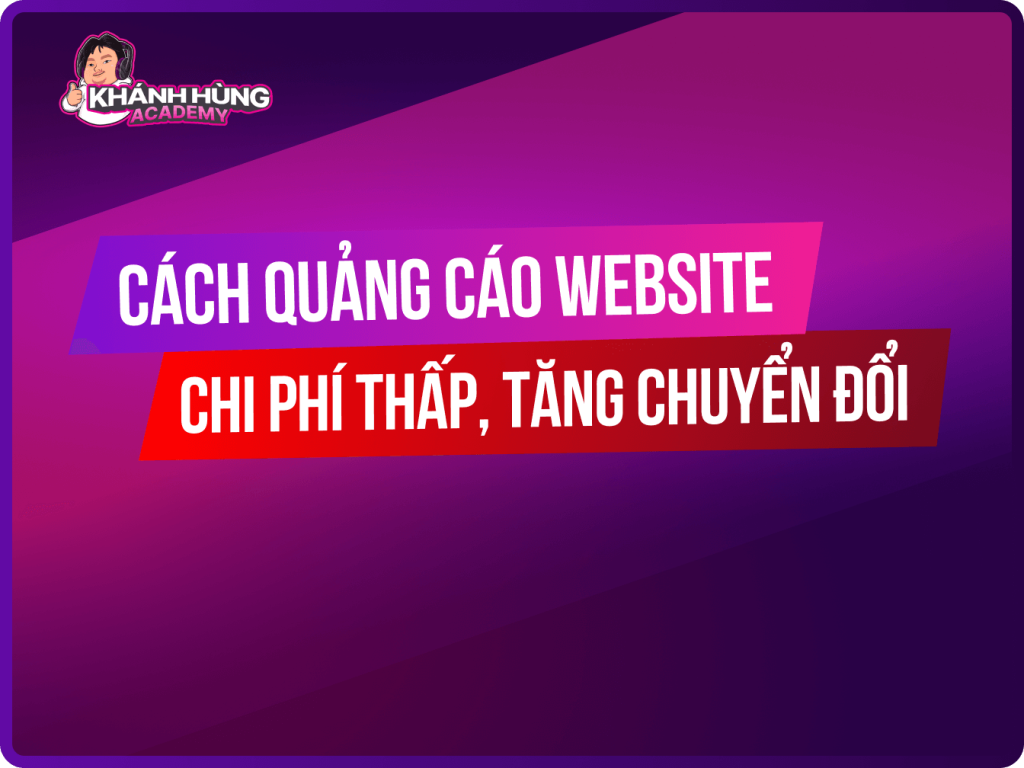 KHÁNH HÙNG
ACADEMY
CÁCH QUẢNG CÁO WEBSITE
CHI PHÍ THẤP, TĂNG CHUYỂN ĐỔI